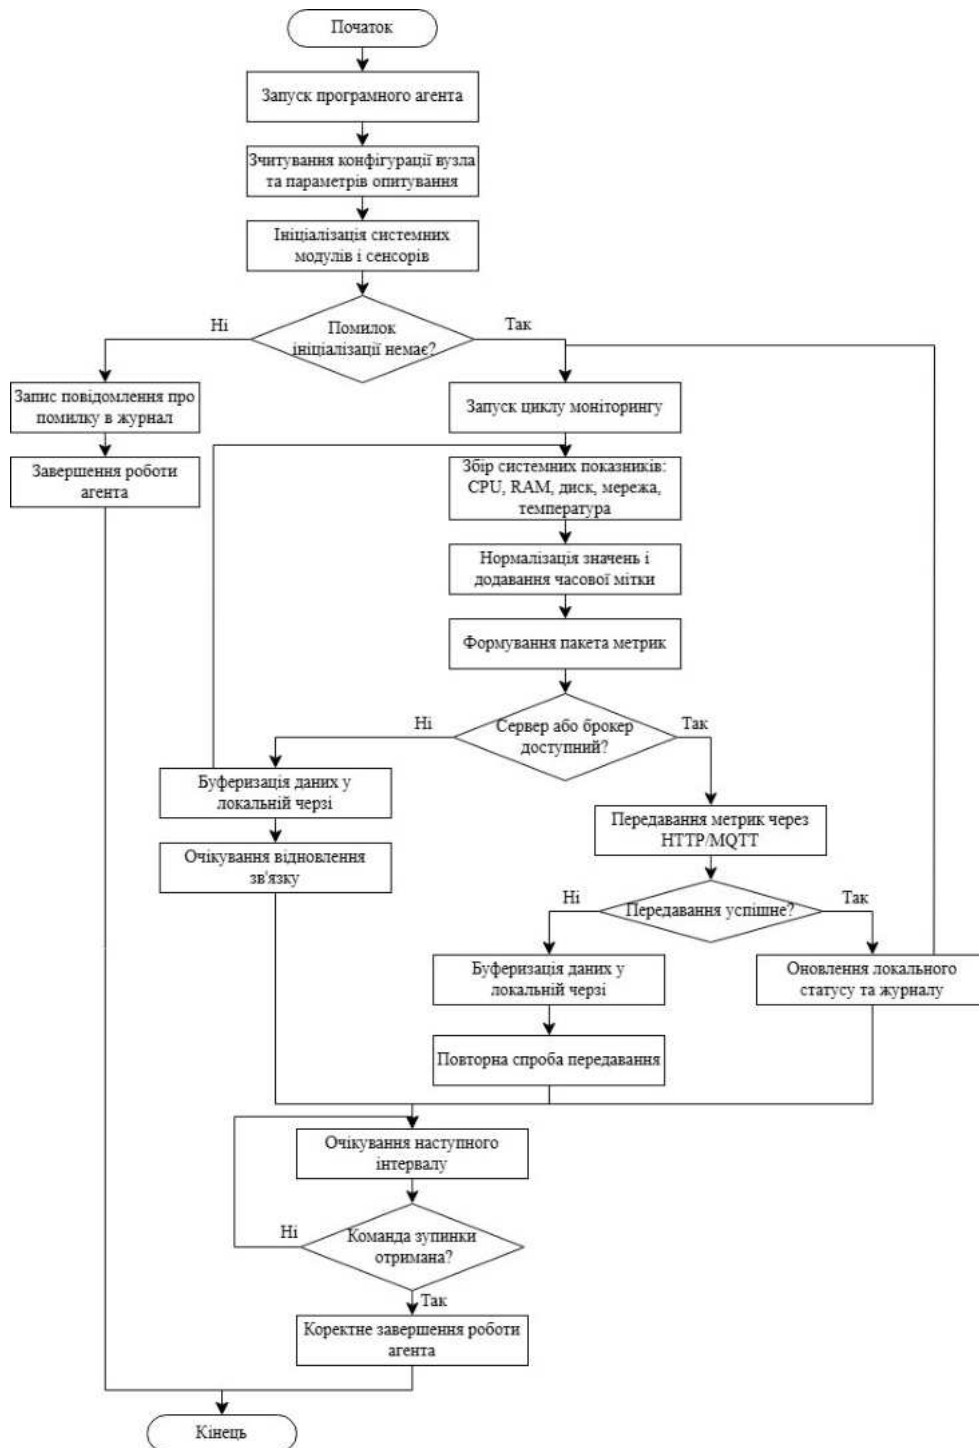 Початок
Запуск програмного агента
Зчитування конфігурації вузла
та параметрів опитування
Ініціалізація системних
модулів і сенсорів
Помилок
ініціалізації немає?
Ні
Так
Запис повідомлення про
помилку в журнал
Завершення роботи
агента
Запуск циклу моніторингу
Збір системних показників:
CPU, RAM, диск, мережа,
температура
Нормалізація значень і
додавання часової мітки
Формування пакета метрик
Сервер або брокер
доступний?
Ні
Так
Буферизація даних у
локальній черзі
Очікування відновлення
зв'язку
Передавання метрик через
HTTP/MQTT
Передавання успішне?
Ні
Так
Буферизація даних у
локальній черзі
Повторна спроба передавання
Оновлення локального
статусу та журналу
Очікування наступного
інтервалу
Команда зупинки
отримана?
Ні
Так
Коректне завершення роботи
агента
Кінець